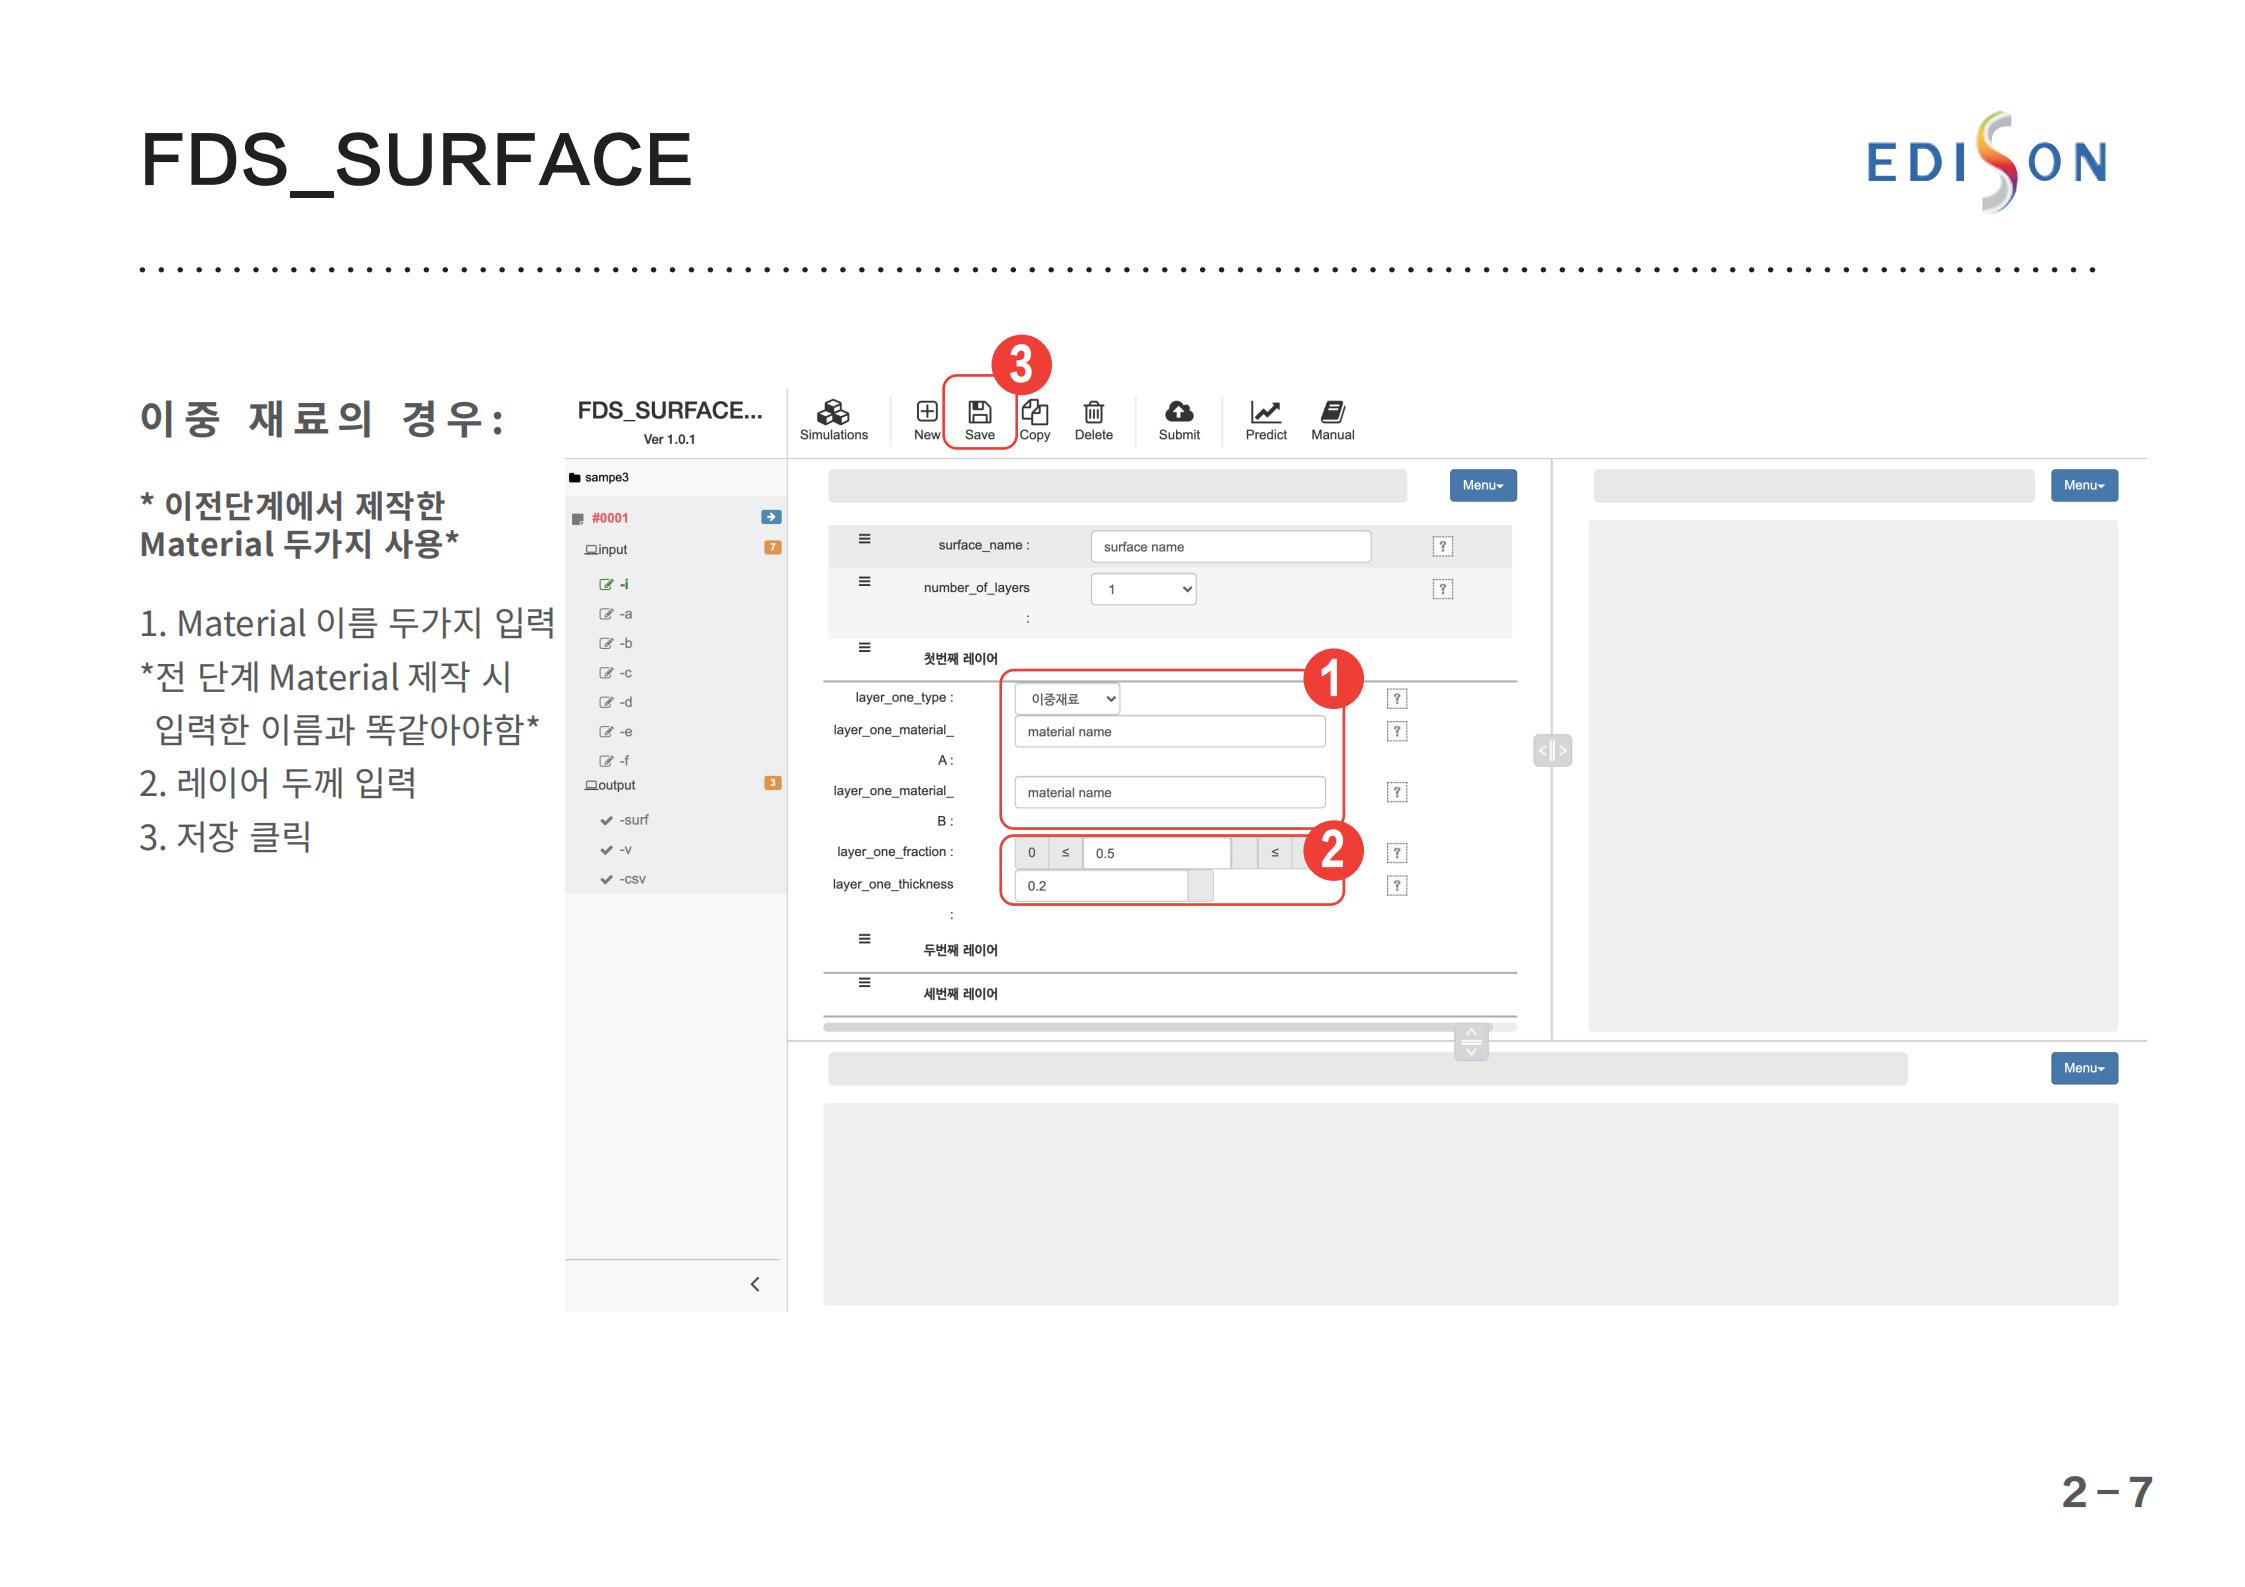 FDS_SURFACE
EDISON
이중 재료의 경우:
* 이전단계에서 제작한
Material 두가지 사용*
1. Material 이름 두가지 입력
*전 단계 Material 제작 시
입력한 이름과 똑같아야함*
2. 레이어 두께 입력
3. 저장 클릭
3
FDS_SURFACE...
Ver 1.0.1
Simulations
New
Save
Copy
Delete
Submit
Predict
Manual
sampe3
#0001
input
7
-i
-a
-b
-c
-d
-e
-f
output
3
-surf
-v
-csv
Menu
Menu
surface_name :
surface name
?
number_of_layers
:
1
?
첫번째 레이어
1
layer_one_type :
이중재료
?
layer_one_material_
A :
material name
?
layer_one_material_
B :
material name
?
2
layer_one_fraction :
0 ≤ 0.5 ≤
?
layer_one_thickness
:
0.2
?
두번째 레이어
세번째 레이어
Menu
2-7